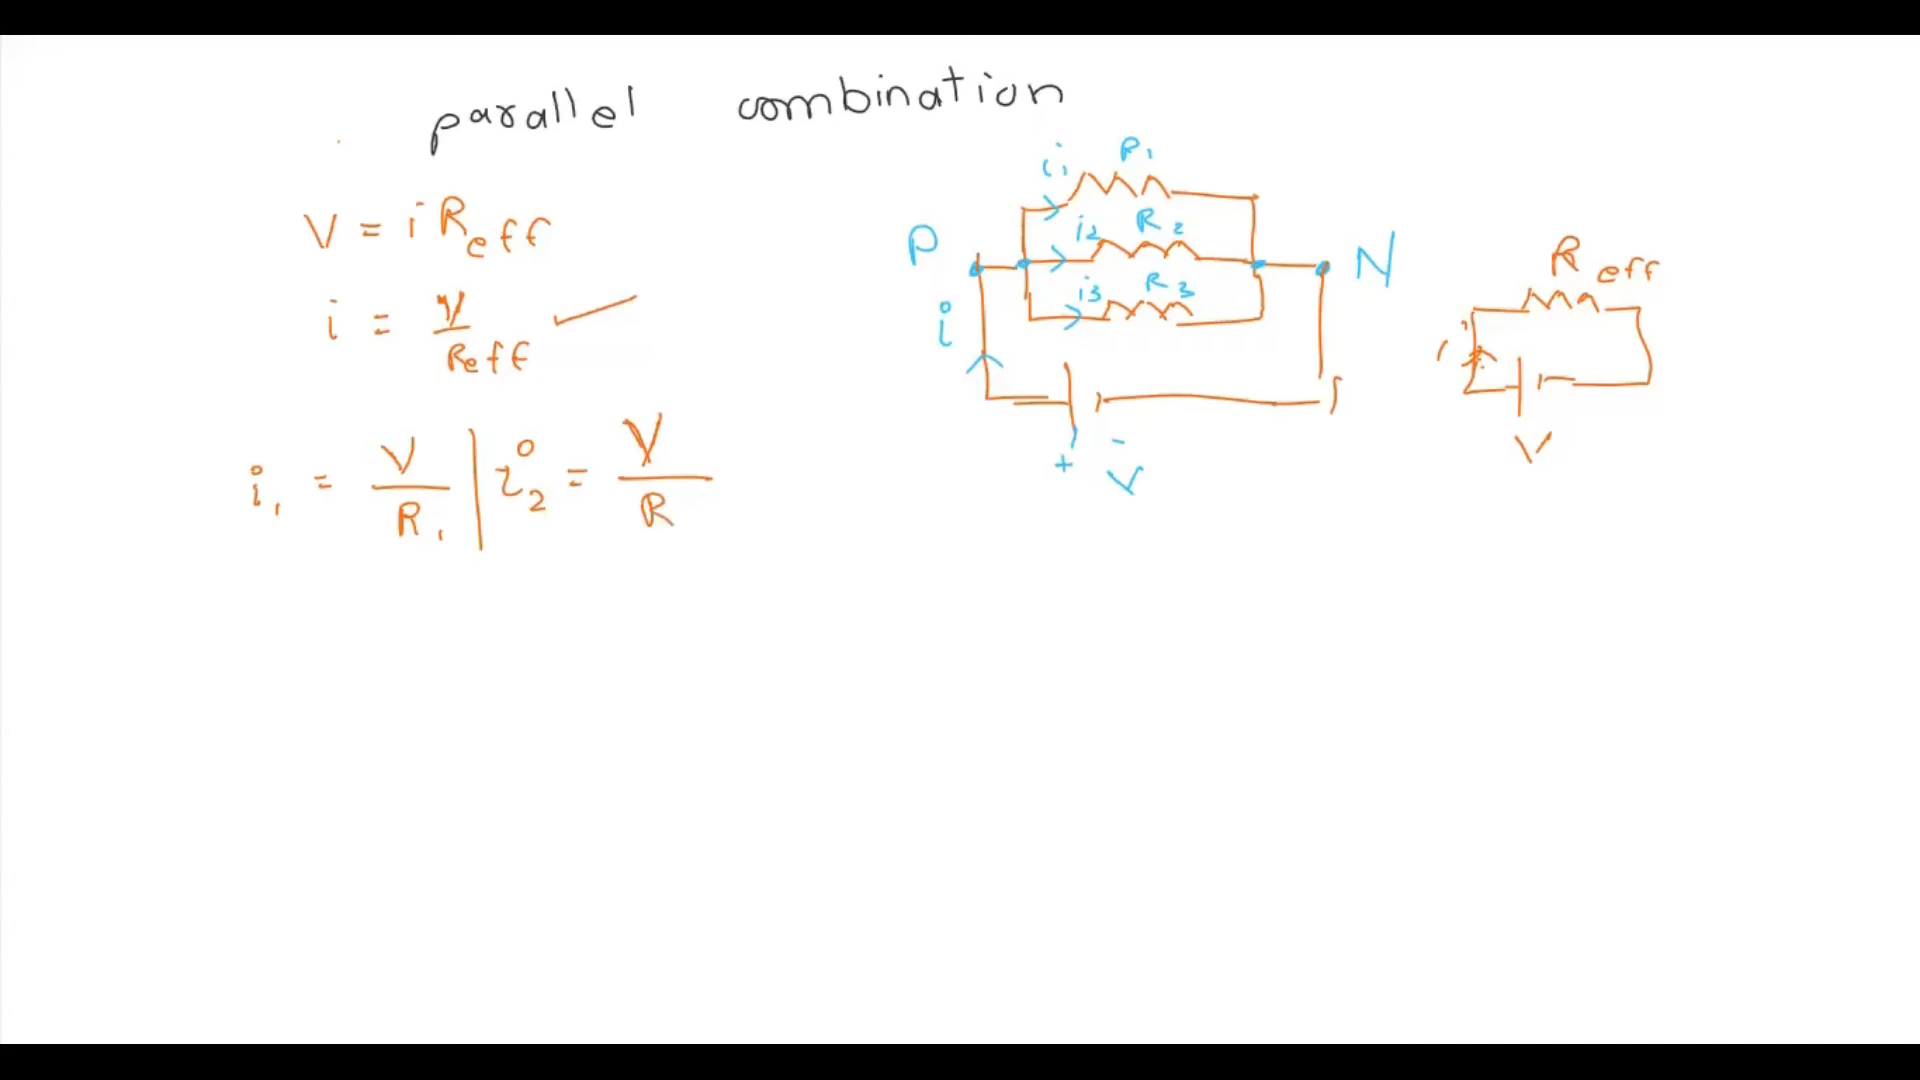 parallel combination
V = i Reff
i = V/Reff
i1 = V/R1 | i2 = V/R
i1 R1
i2 R2
i3 R3
P
N
i
+ -
V
Reff
i
V